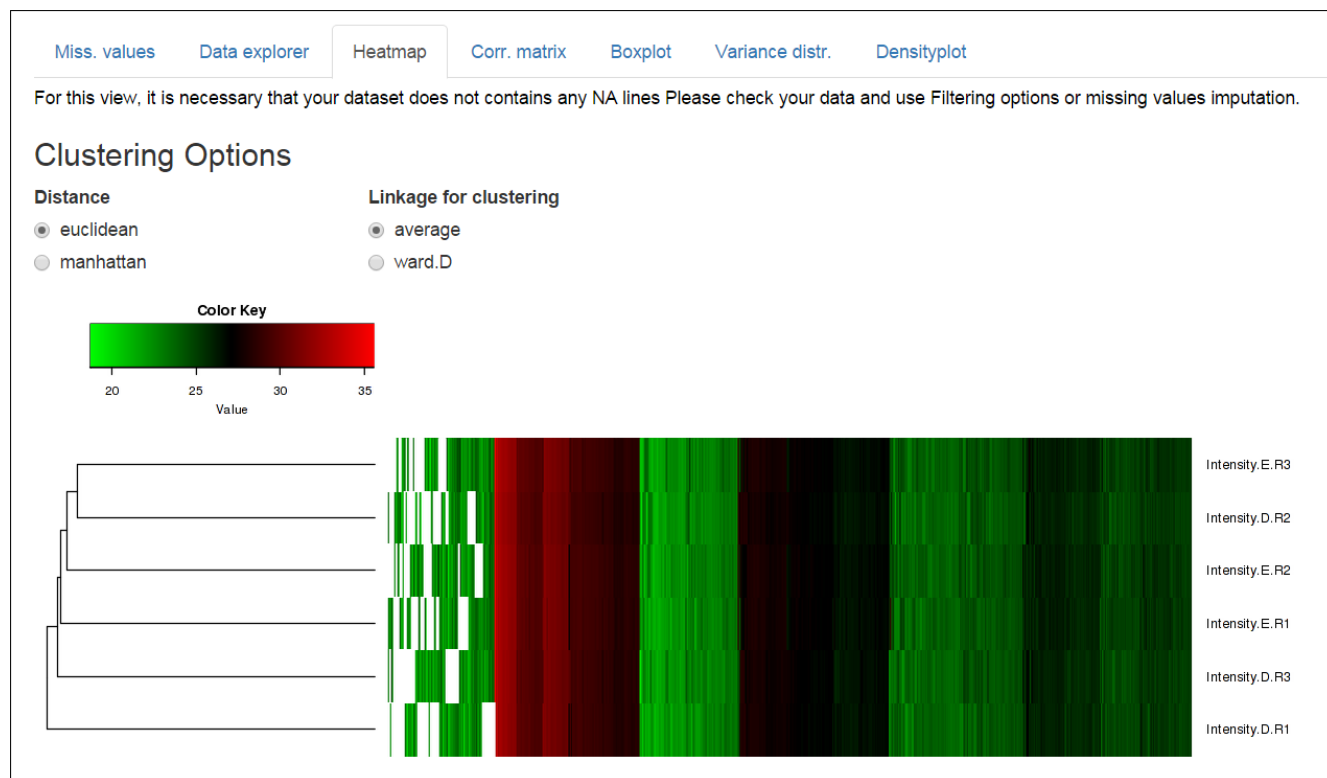 Miss. values Data explorer Heatmap Corr. matrix Boxplot Variance distr. Densityplot
For this view, it is necessary that your dataset does not contains any NA lines Please check your data and use Filtering options or missing values imputation.
Clustering Options
Distance Linkage for clustering
euclidean average
manhattan ward.D
Color Key
20 25 30 35
Value
Intensity.E.R3
Intensity.D.R2
Intensity.E.R2
Intensity.E.R1
Intensity.D.R3
Intensity.D.R1